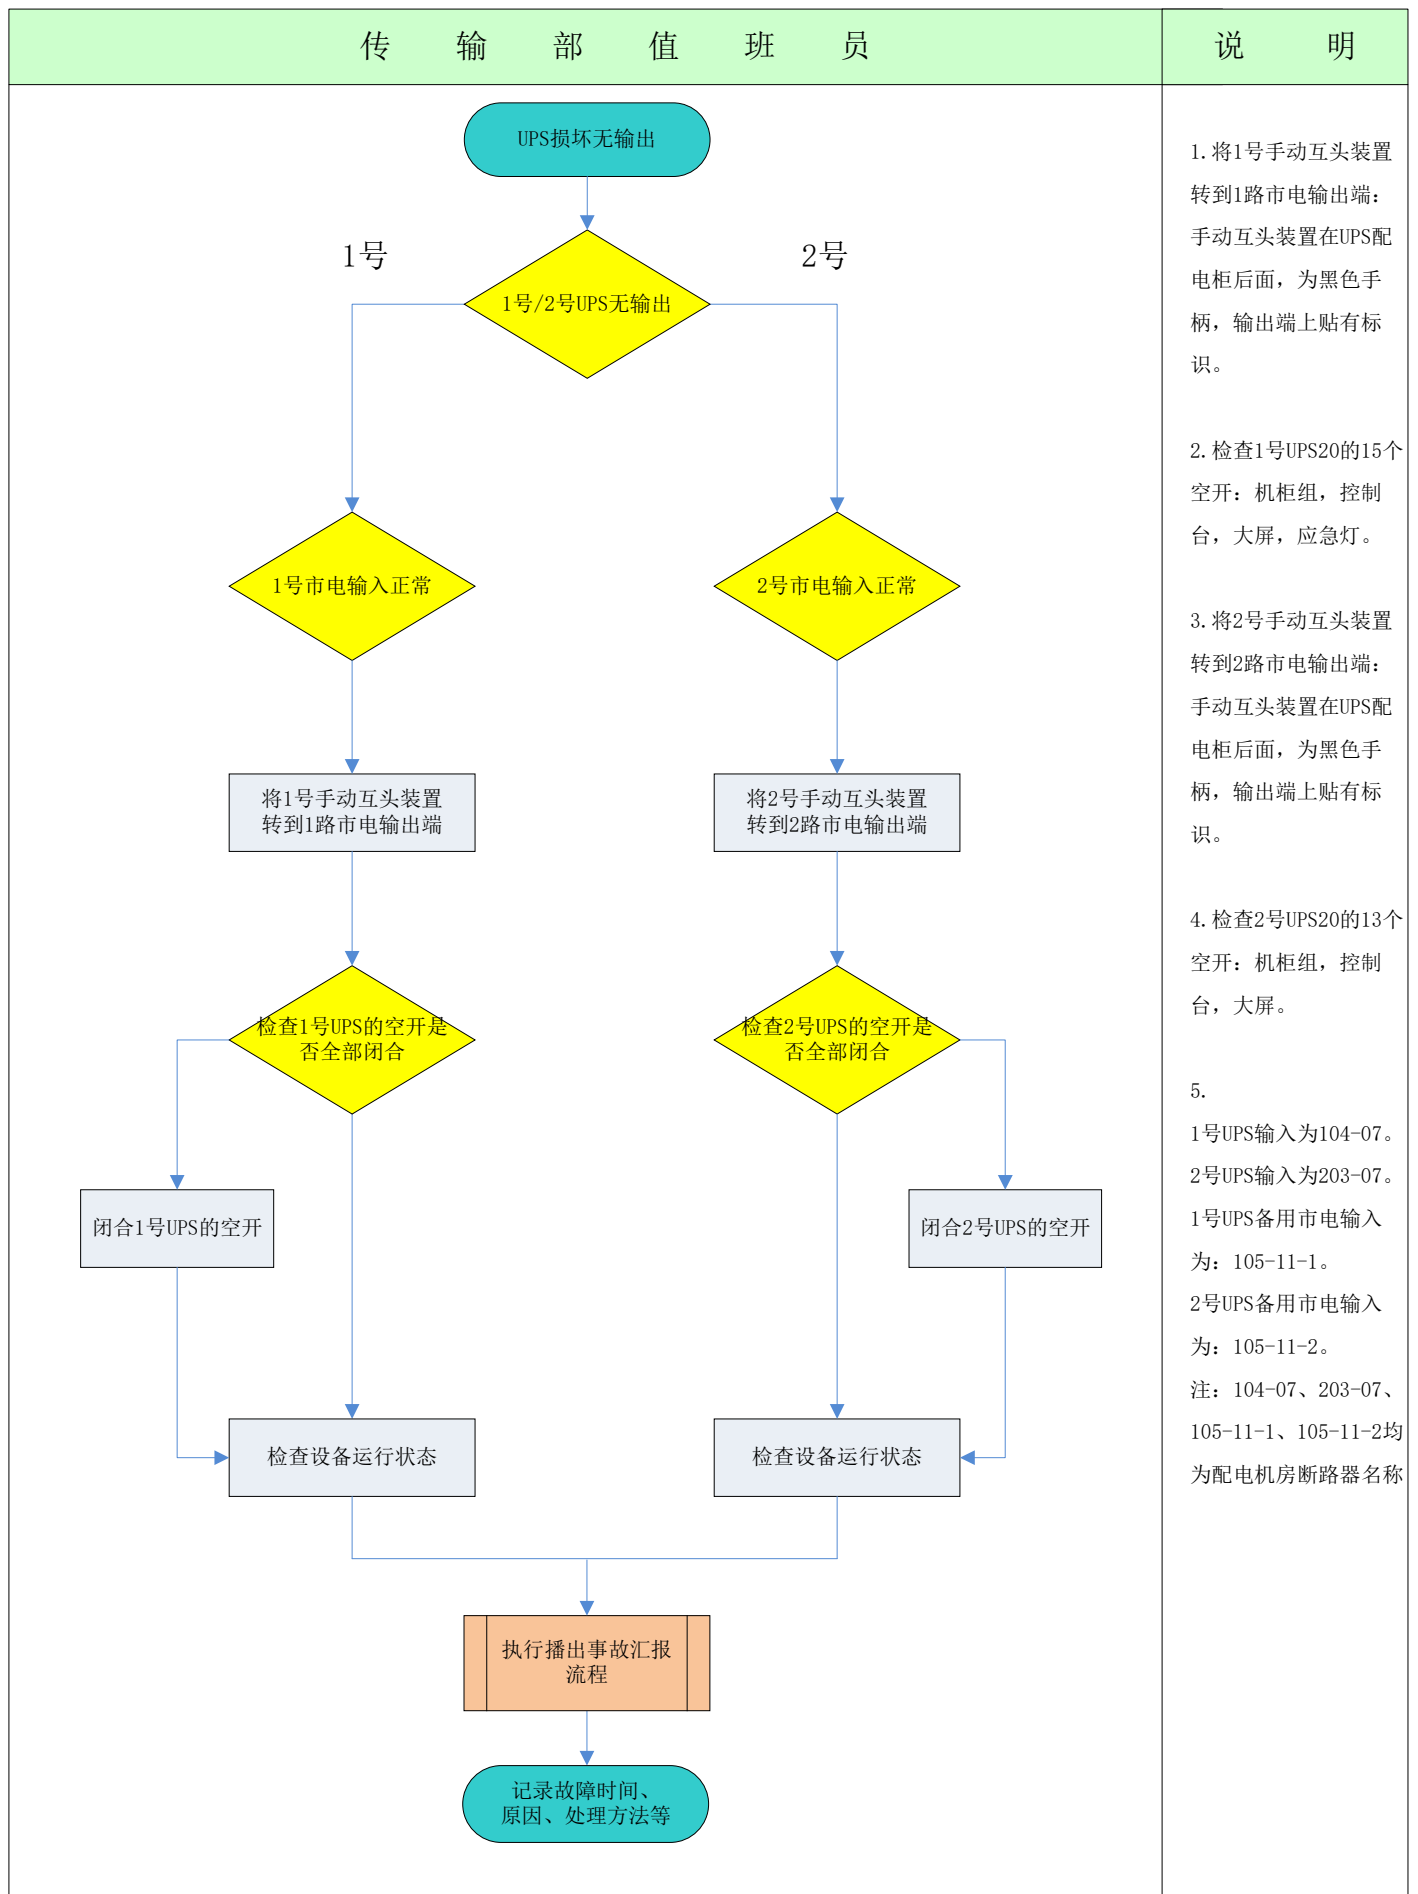 传输部值班员
说明
UPS损坏无输出
1号
2号
1号/2号UPS无输出
1号市电输入正常
2号市电输入正常
将1号手动互头装置
转到1路市电输出端
将2号手动互头装置
转到2路市电输出端
检查1号UPS的空开是
否全部闭合
检查2号UPS的空开是
否全部闭合
闭合1号UPS的空开
闭合2号UPS的空开
检查设备运行状态
检查设备运行状态
执行播出事故汇报
流程
记录故障时间、
原因、处理方法等
1.将1号手动互头装置
转到1路市电输出端：
手动互头装置在UPS配
电柜后面，为黑色手
柄，输出端上贴有标
识。
2.检查1号UPS20的15个
空开：机柜组，控制
台，大屏，应急灯。
3.将2号手动互头装置
转到2路市电输出端：
手动互头装置在UPS配
电柜后面，为黑色手
柄，输出端上贴有标
识。
4.检查2号UPS20的13个
空开：机柜组，控制
台，大屏。
5.
1号UPS输入为104-07。
2号UPS输入为203-07。
1号UPS备用市电输入
为：105-11-1。
2号UPS备用市电输入
为：105-11-2。
注：104-07、203-07、
105-11-1、105-11-2均
为配电机房断路器名称